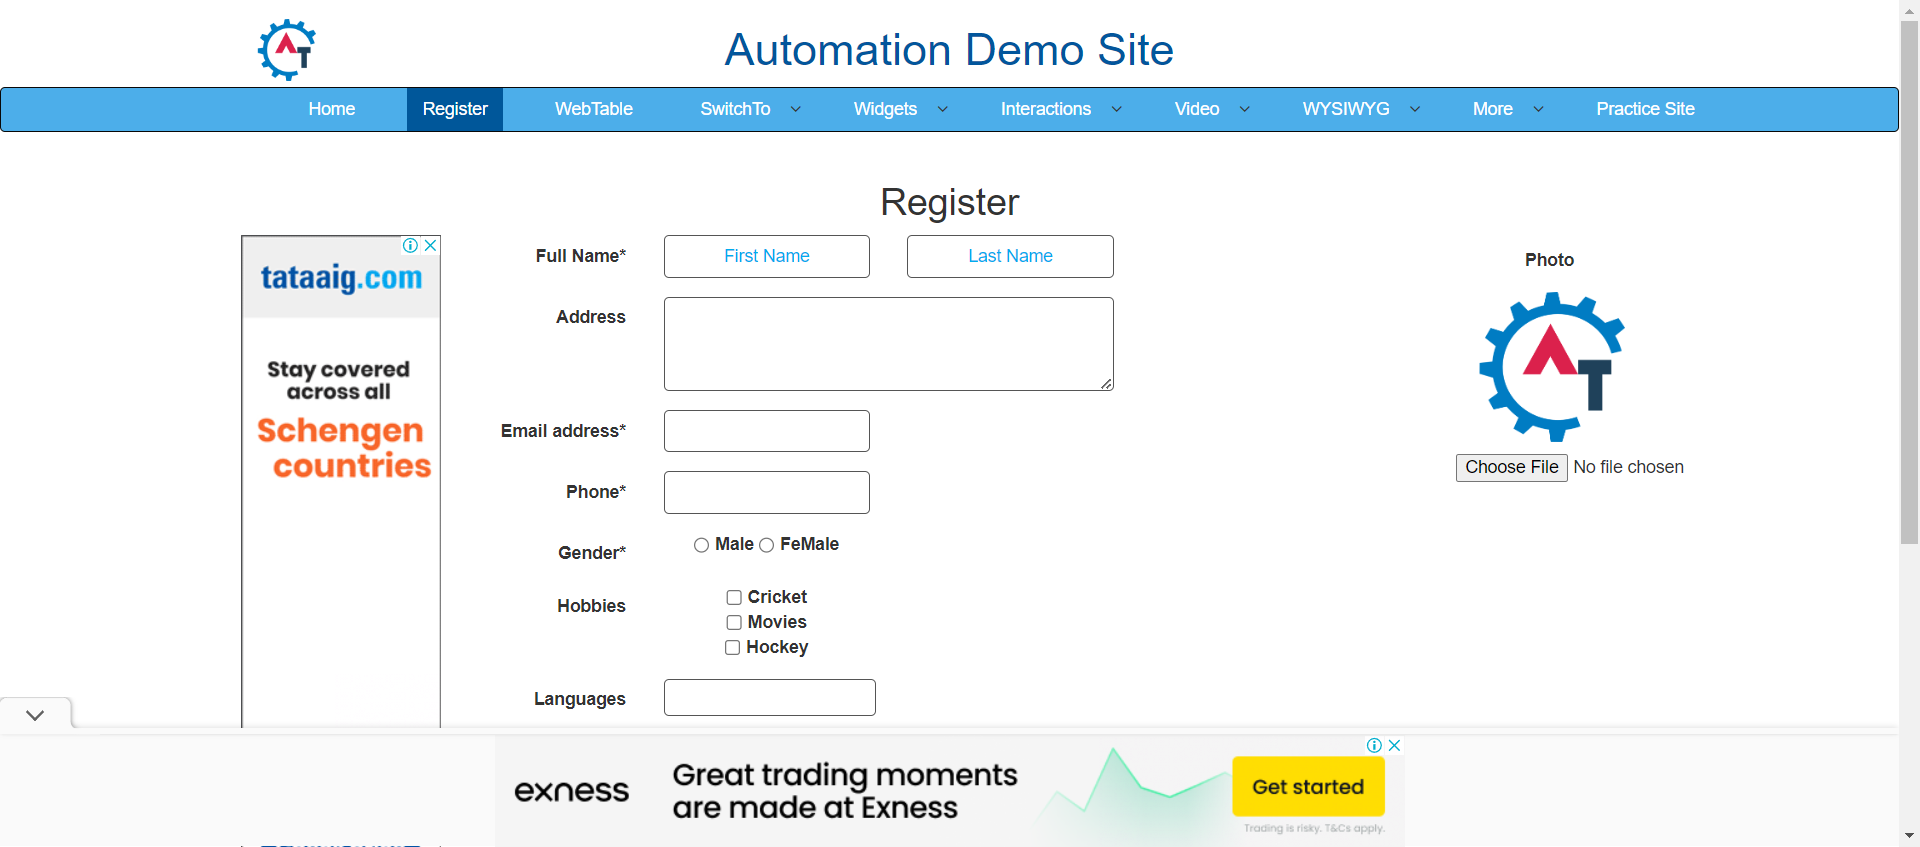 AT
Automation Demo Site
Home Register WebTable SwitchTo Widgets Interactions Video WYSIWYG More Practice Site
Register
tataaig.com
Stay covered
across all
Schengen
countries
Full Name* First Name Last Name
Address
Email address*
Phone*
Gender* Male FeMale
Hobbies Cricket
Movies
Hockey
Languages
Photo
AT
Choose File No file chosen
exness
Great trading moments
are made at Exness
Get started
Trading is risky. T&Cs apply.